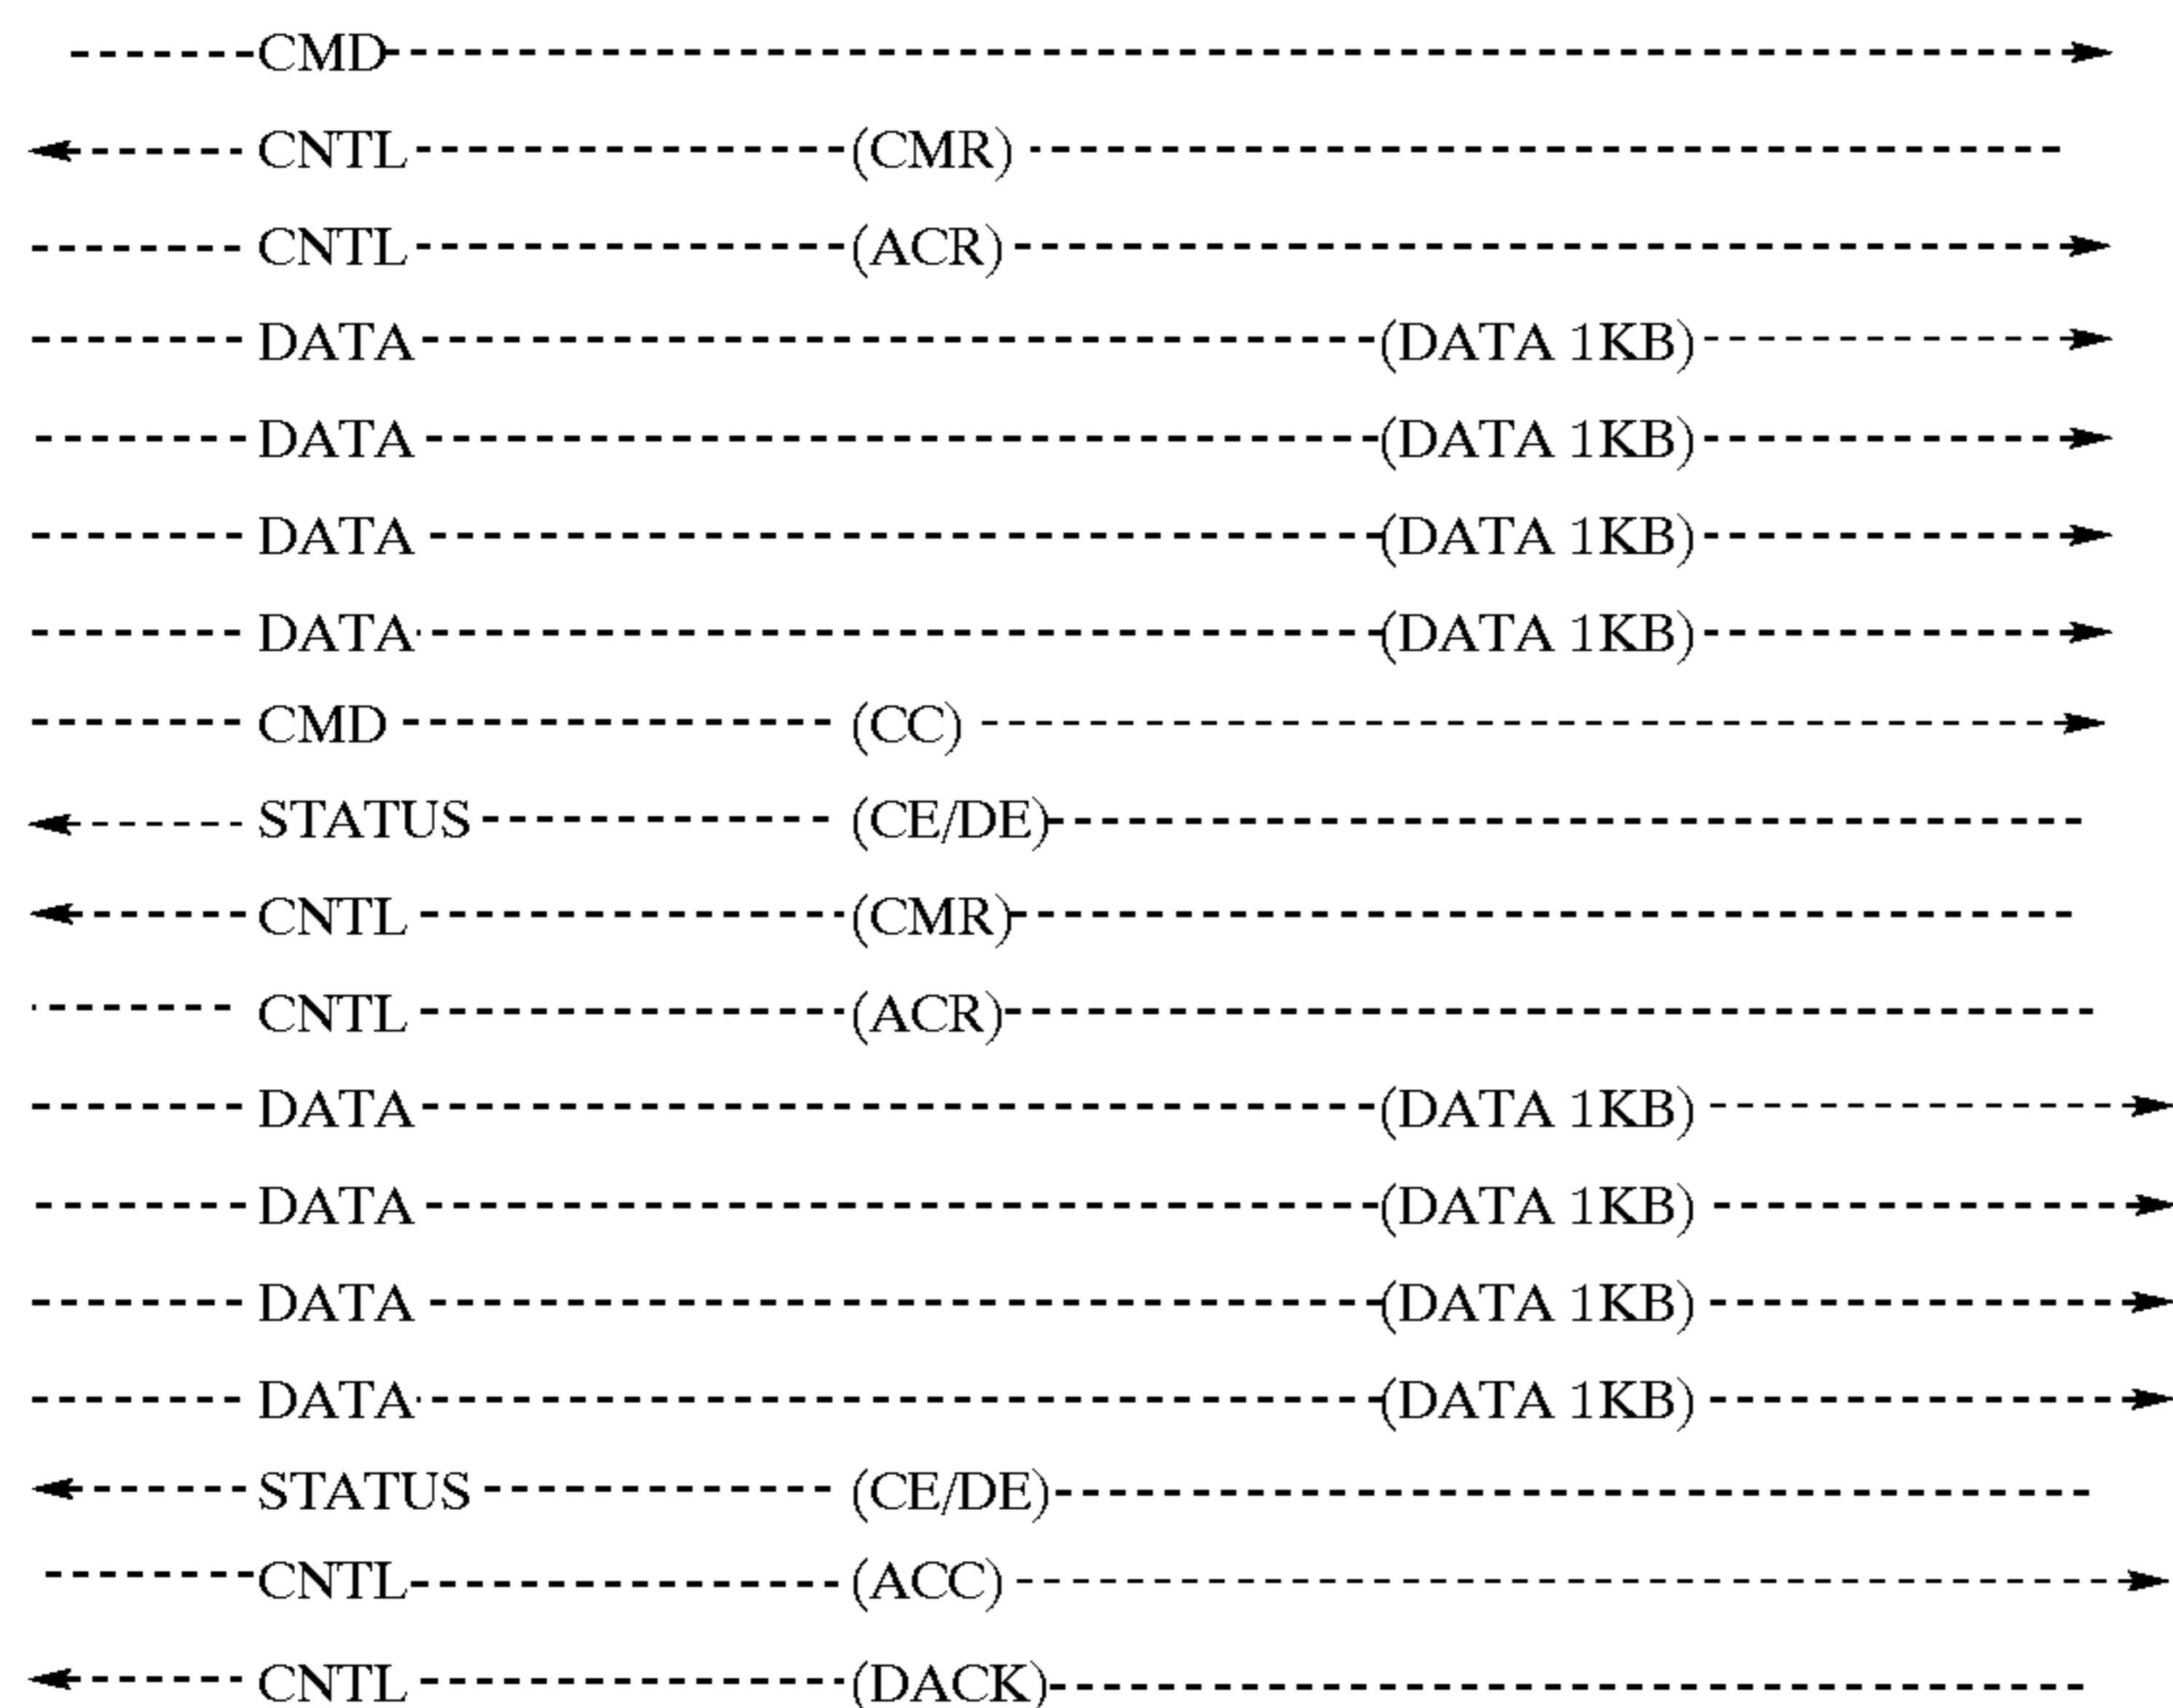 CMD
CNTL (CMR)
CNTL (ACR)
DATA (DATA 1KB)
DATA (DATA 1KB)
DATA (DATA 1KB)
DATA (DATA 1KB)
CMD (CC)
STATUS (CE/DE)
CNTL (CMR)
CNTL (ACR)
DATA (DATA 1KB)
DATA (DATA 1KB)
DATA (DATA 1KB)
DATA (DATA 1KB)
STATUS (CE/DE)
CNTL (ACC)
CNTL (DACK)